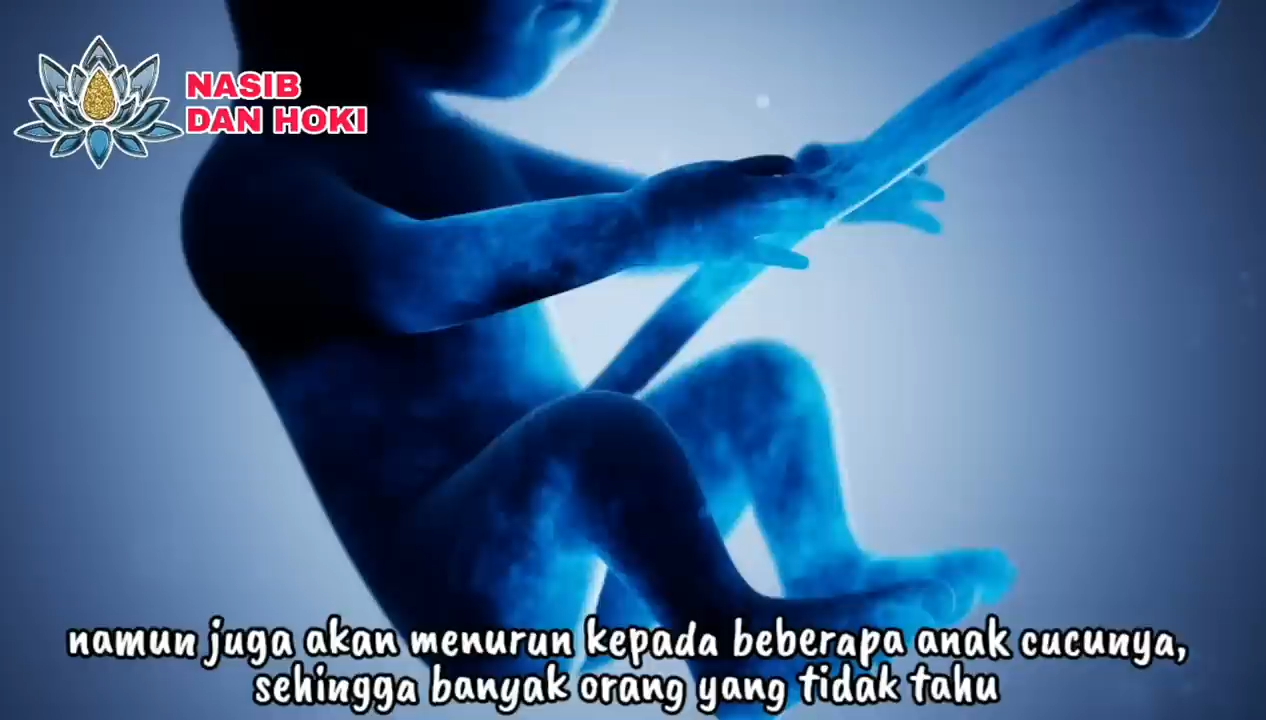 NASIB
DAN HOKI
namun juga akan menurun kepada beberapa anak cucunya,
sehingga banyak orang yang tidak tahu